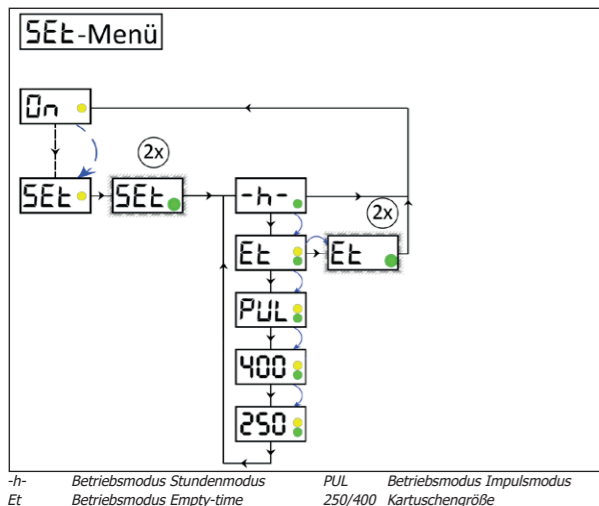 SEt-Menü
On
2x
SEt SEt -h-
2x
Et Et
PUL
400
250
-h- Betriebsmodus Stundenmodus PUL Betriebsmodus Impulsmodus
Et Betriebsmodus Empty-time 250/400 Kartuschengröße